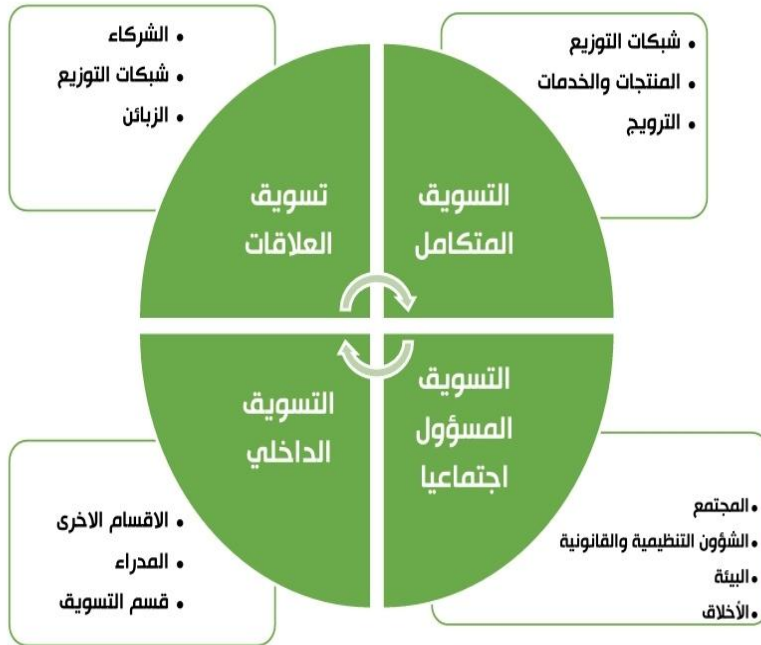 شبكات التوزيع
المنتجات والخدمات
الترويج
التسويق
المتكامل
الشركاء
شبكات التوزيع
الزبائن
تسويق
العلاقات
التسويق
المسؤول
اجتماعيا
المجتمع
الشؤون التنظيمية والقانونية
البيئة
الأخلاق
التسويق
الداخلي
الاقسام الاخرى
المدراء
قسم التسويق